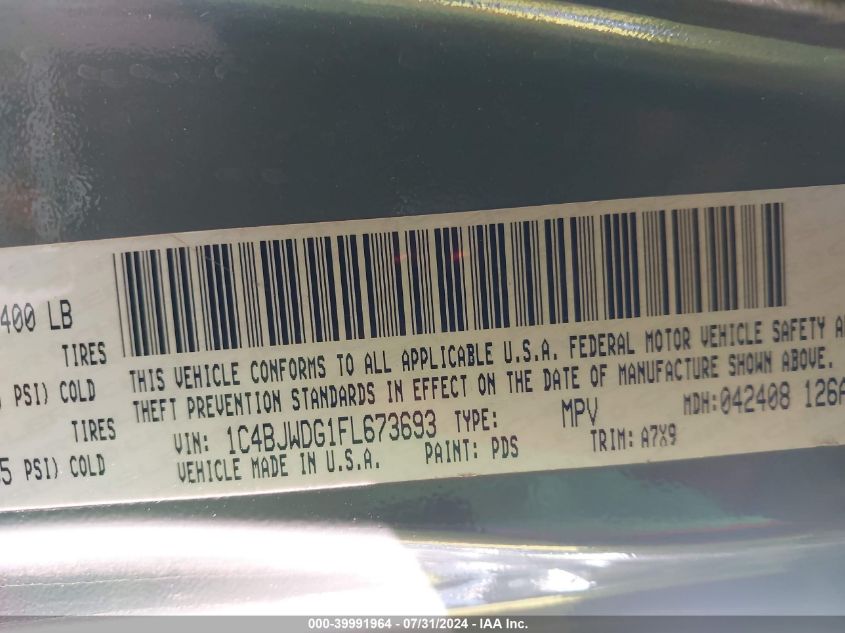 400 LB
TIRES
PSI) COLD
TIRES
5 PSI) COLD
THIS VEHICLE CONFORMS TO ALL APPLICABLE U.S.A. FEDERAL MOTOR VEHICLE SAFETY A
THEFT PREVENTION STANDARDS IN EFFECT ON THE DATE OF MANUFACTURE SHOWN ABOVE.
VIN: 1C4BJWDG1FL673693 TYPE: MPV MDH: 042408 126A
VEHICLE MADE IN U.S.A. PAINT: PDS TRIM: A7X9
000-39991964 / 07/31/2024 - IAA Inc.